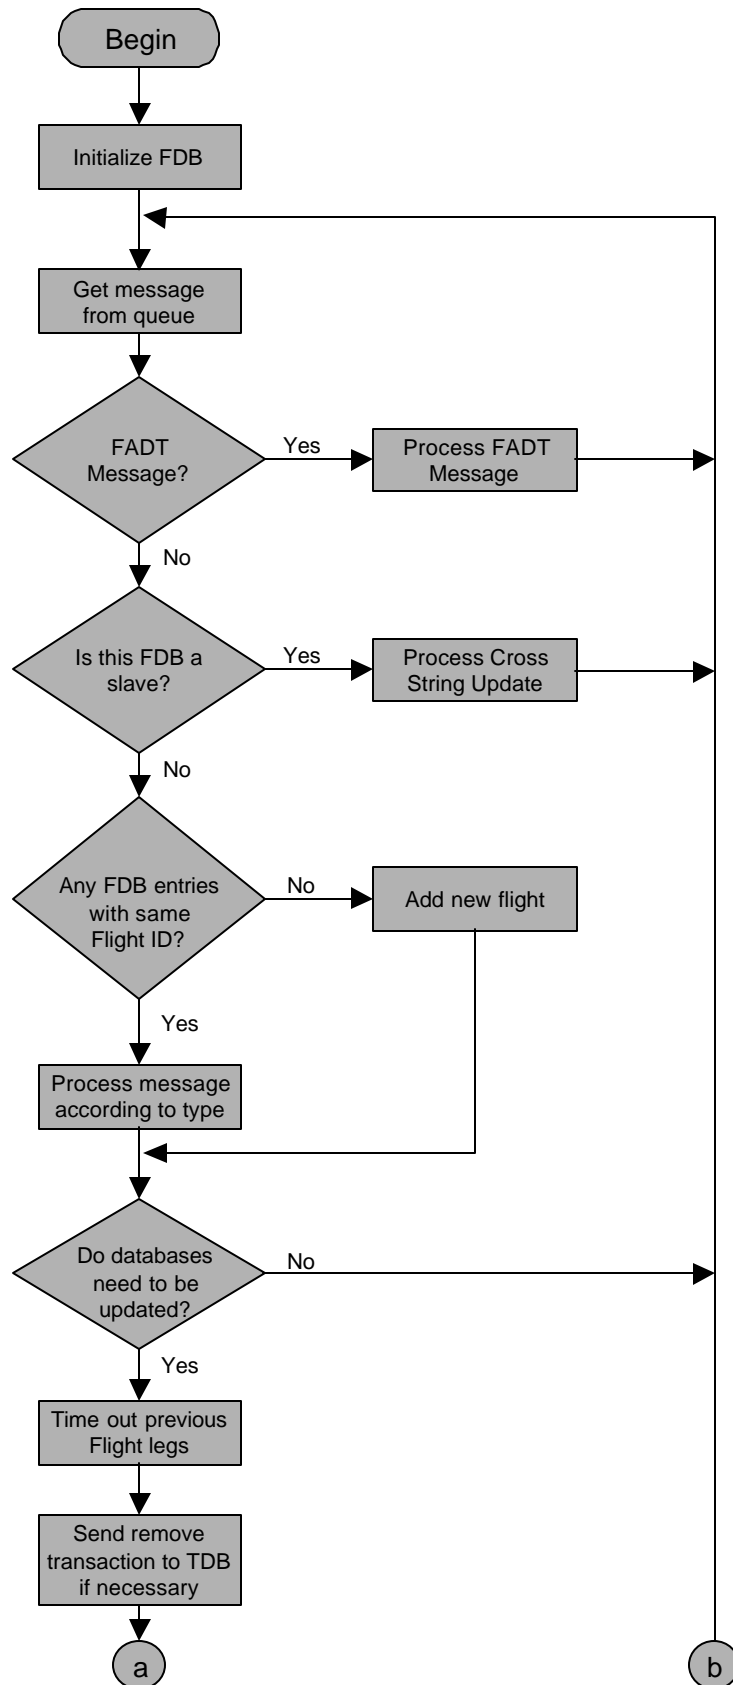 Begin
Initialize FDB
Get message
from queue
FADT
Message?
Yes
Process FADT
Message
No
Is this FDB a
slave?
Yes
Process Cross
String Update
No
Any FDB entries
with same
Flight ID?
No
Add new flight
Yes
Process message
according to type
Do databases
need to be
updated?
No
Yes
Time out previous
Flight legs
Send remove
transaction to TDB
if necessary
a
b